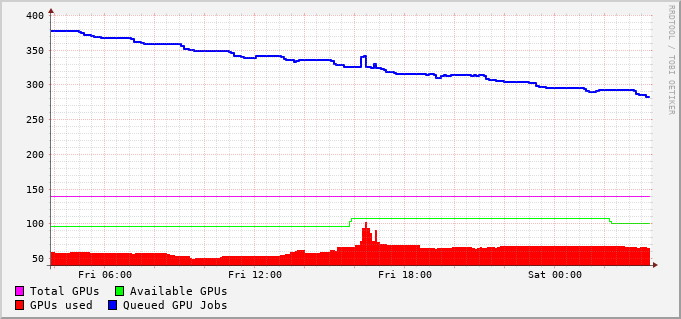 400
350
300
250
200
150
100
50
Fri 06:00 Fri 12:00 Fri 18:00 Sat 00:00
Total GPUs Available GPUs
GPUs used Queued GPU Jobs
RRDTOOL / TOBI OETIKER